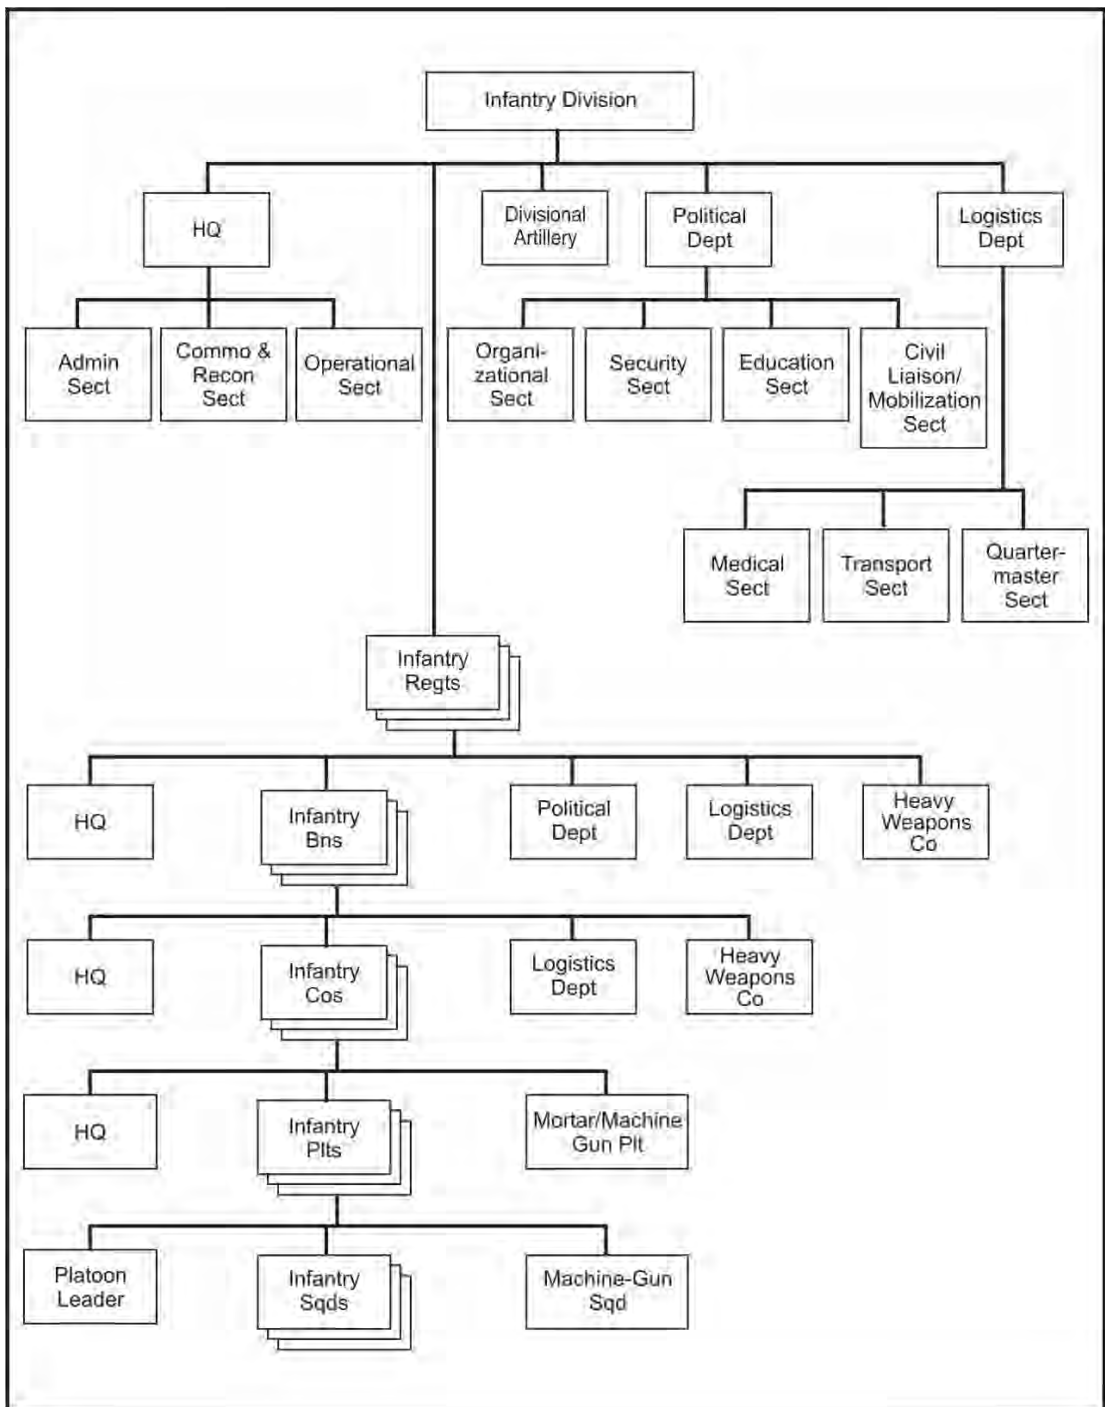 Infantry Division
HQ
Divisional
Artillery
Political
Dept
Logistics
Dept
Admin
Sect
Commo &
Recon
Sect
Operational
Sect
Organi-
zational
Sect
Security
Sect
Education
Sect
Civil
Liaison/
Mobilization
Sect
Medical
Sect
Transport
Sect
Quarter-
master
Sect
Infantry
Regts
HQ
Infantry
Bns
Political
Dept
Logistics
Dept
Heavy
Weapons
Co
HQ
Infantry
Cos
Logistics
Dept
Heavy
Weapons
Co
HQ
Infantry
Plts
Mortar/Machine
Gun Plt
Platoon
Leader
Infantry
Sqds
Machine-Gun
Sqd